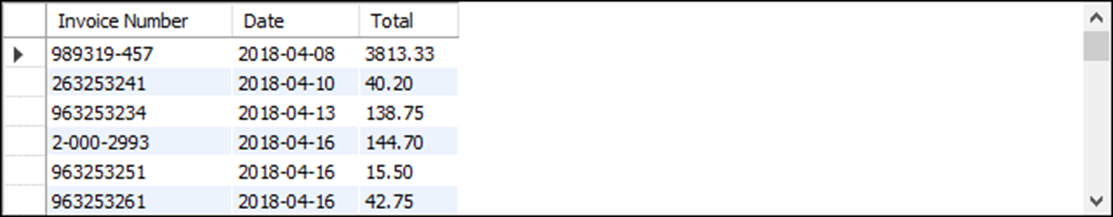 Invoice Number Date Total
989319-457 2018-04-08 3813.33
263253241 2018-04-10 40.20
963253234 2018-04-13 138.75
2-000-2993 2018-04-16 144.70
963253251 2018-04-16 15.50
963253261 2018-04-16 42.75